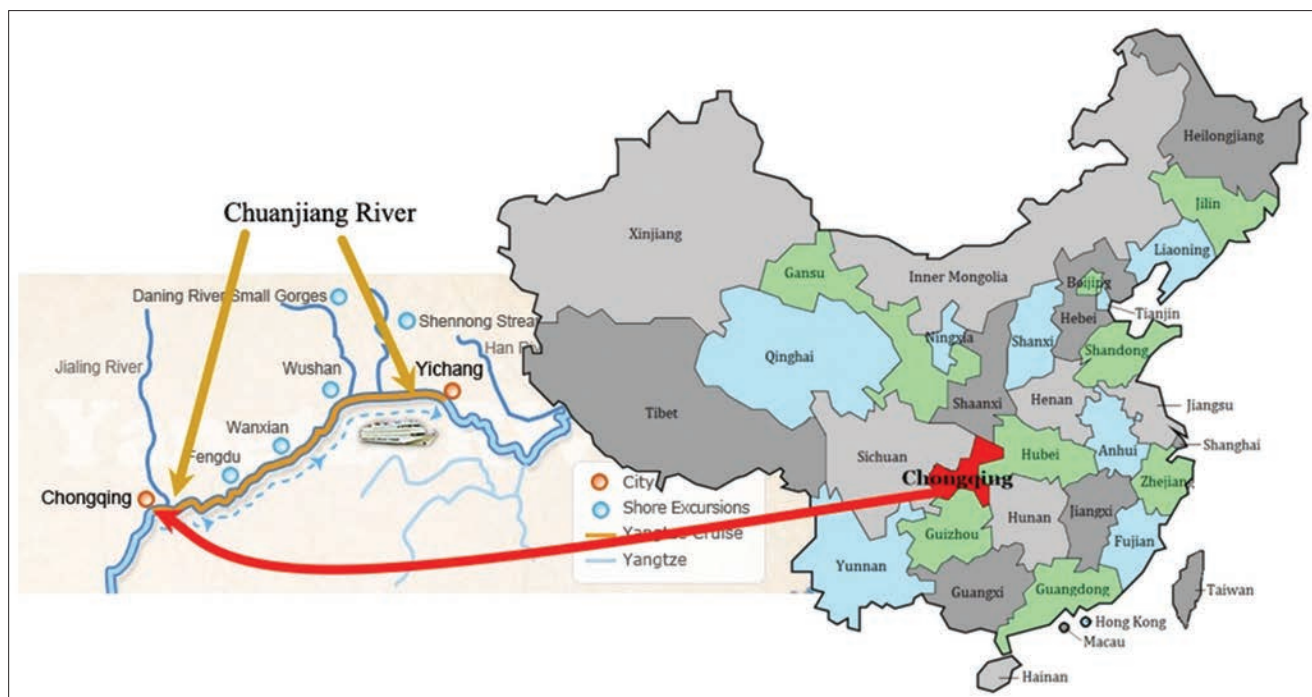 Chuanjiang River
Daning River Small Gorges
Shennong Strea
Han
Jialing River
Wushan
Yichang
Wanxian
Fengdu
Chongqing
City
Shore Excursions
Yangtze Cruise
Yangtze
Heilongjiang
Jilin
Liaoning
Xinjiang
Gansu
Inner Mongolia
Beijing
Tianjin
Hebei
Ningxia
Shanxi
Shandong
Qinghai
Tibet
Shaanxi
Henan
Jiangsu
Shanghai
Sichuan
Chongqing
Hubei
Anhui
Zhejian
Guizhou
Hunan
Jiangxi
Fujian
Yunnan
Guangxi
Guangdong
Taiwan
Hong Kong
Macau
Hainan